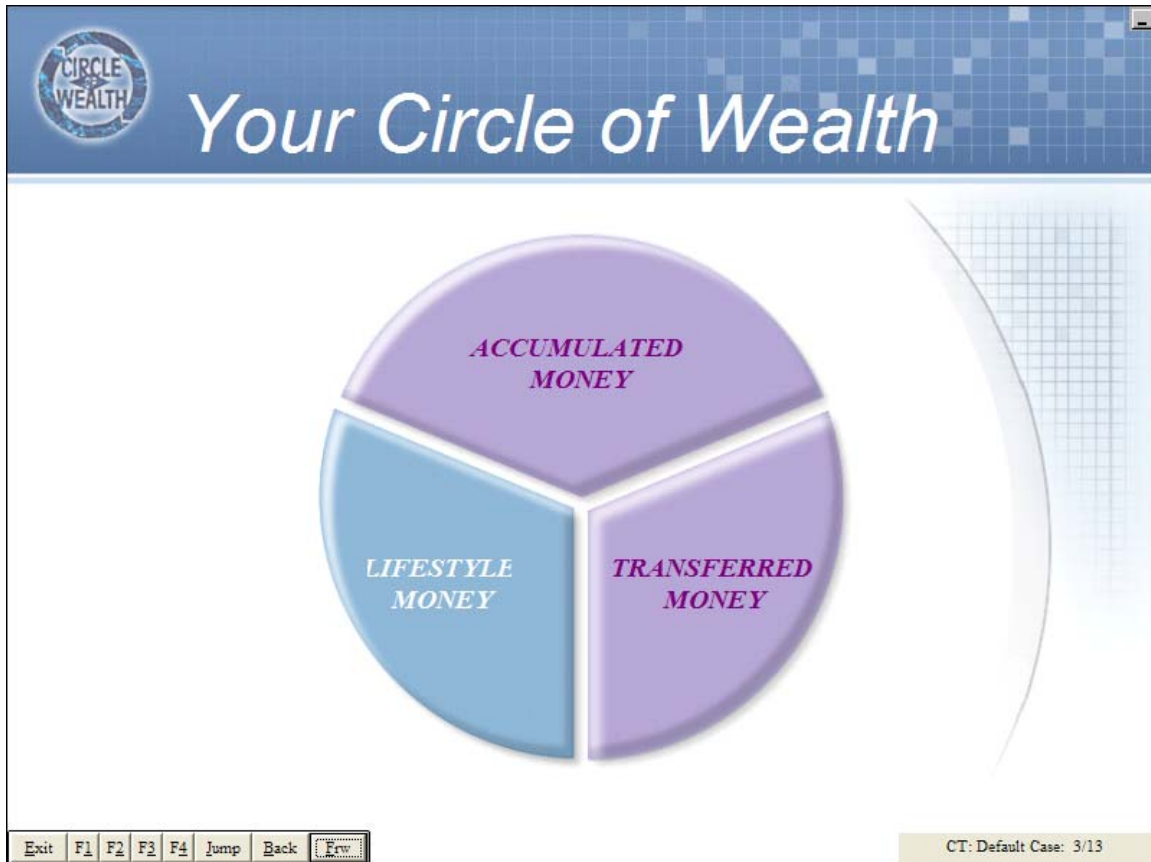 CIRCLE
OF
WEALTH
Your Circle of Wealth
ACCUMULATED
MONEY
LIFESTYLE
MONEY
TRANSFERRED
MONEY
Exit F1 F2 F3 F4 Jump Back Frw
CT: Default Case: 3/13